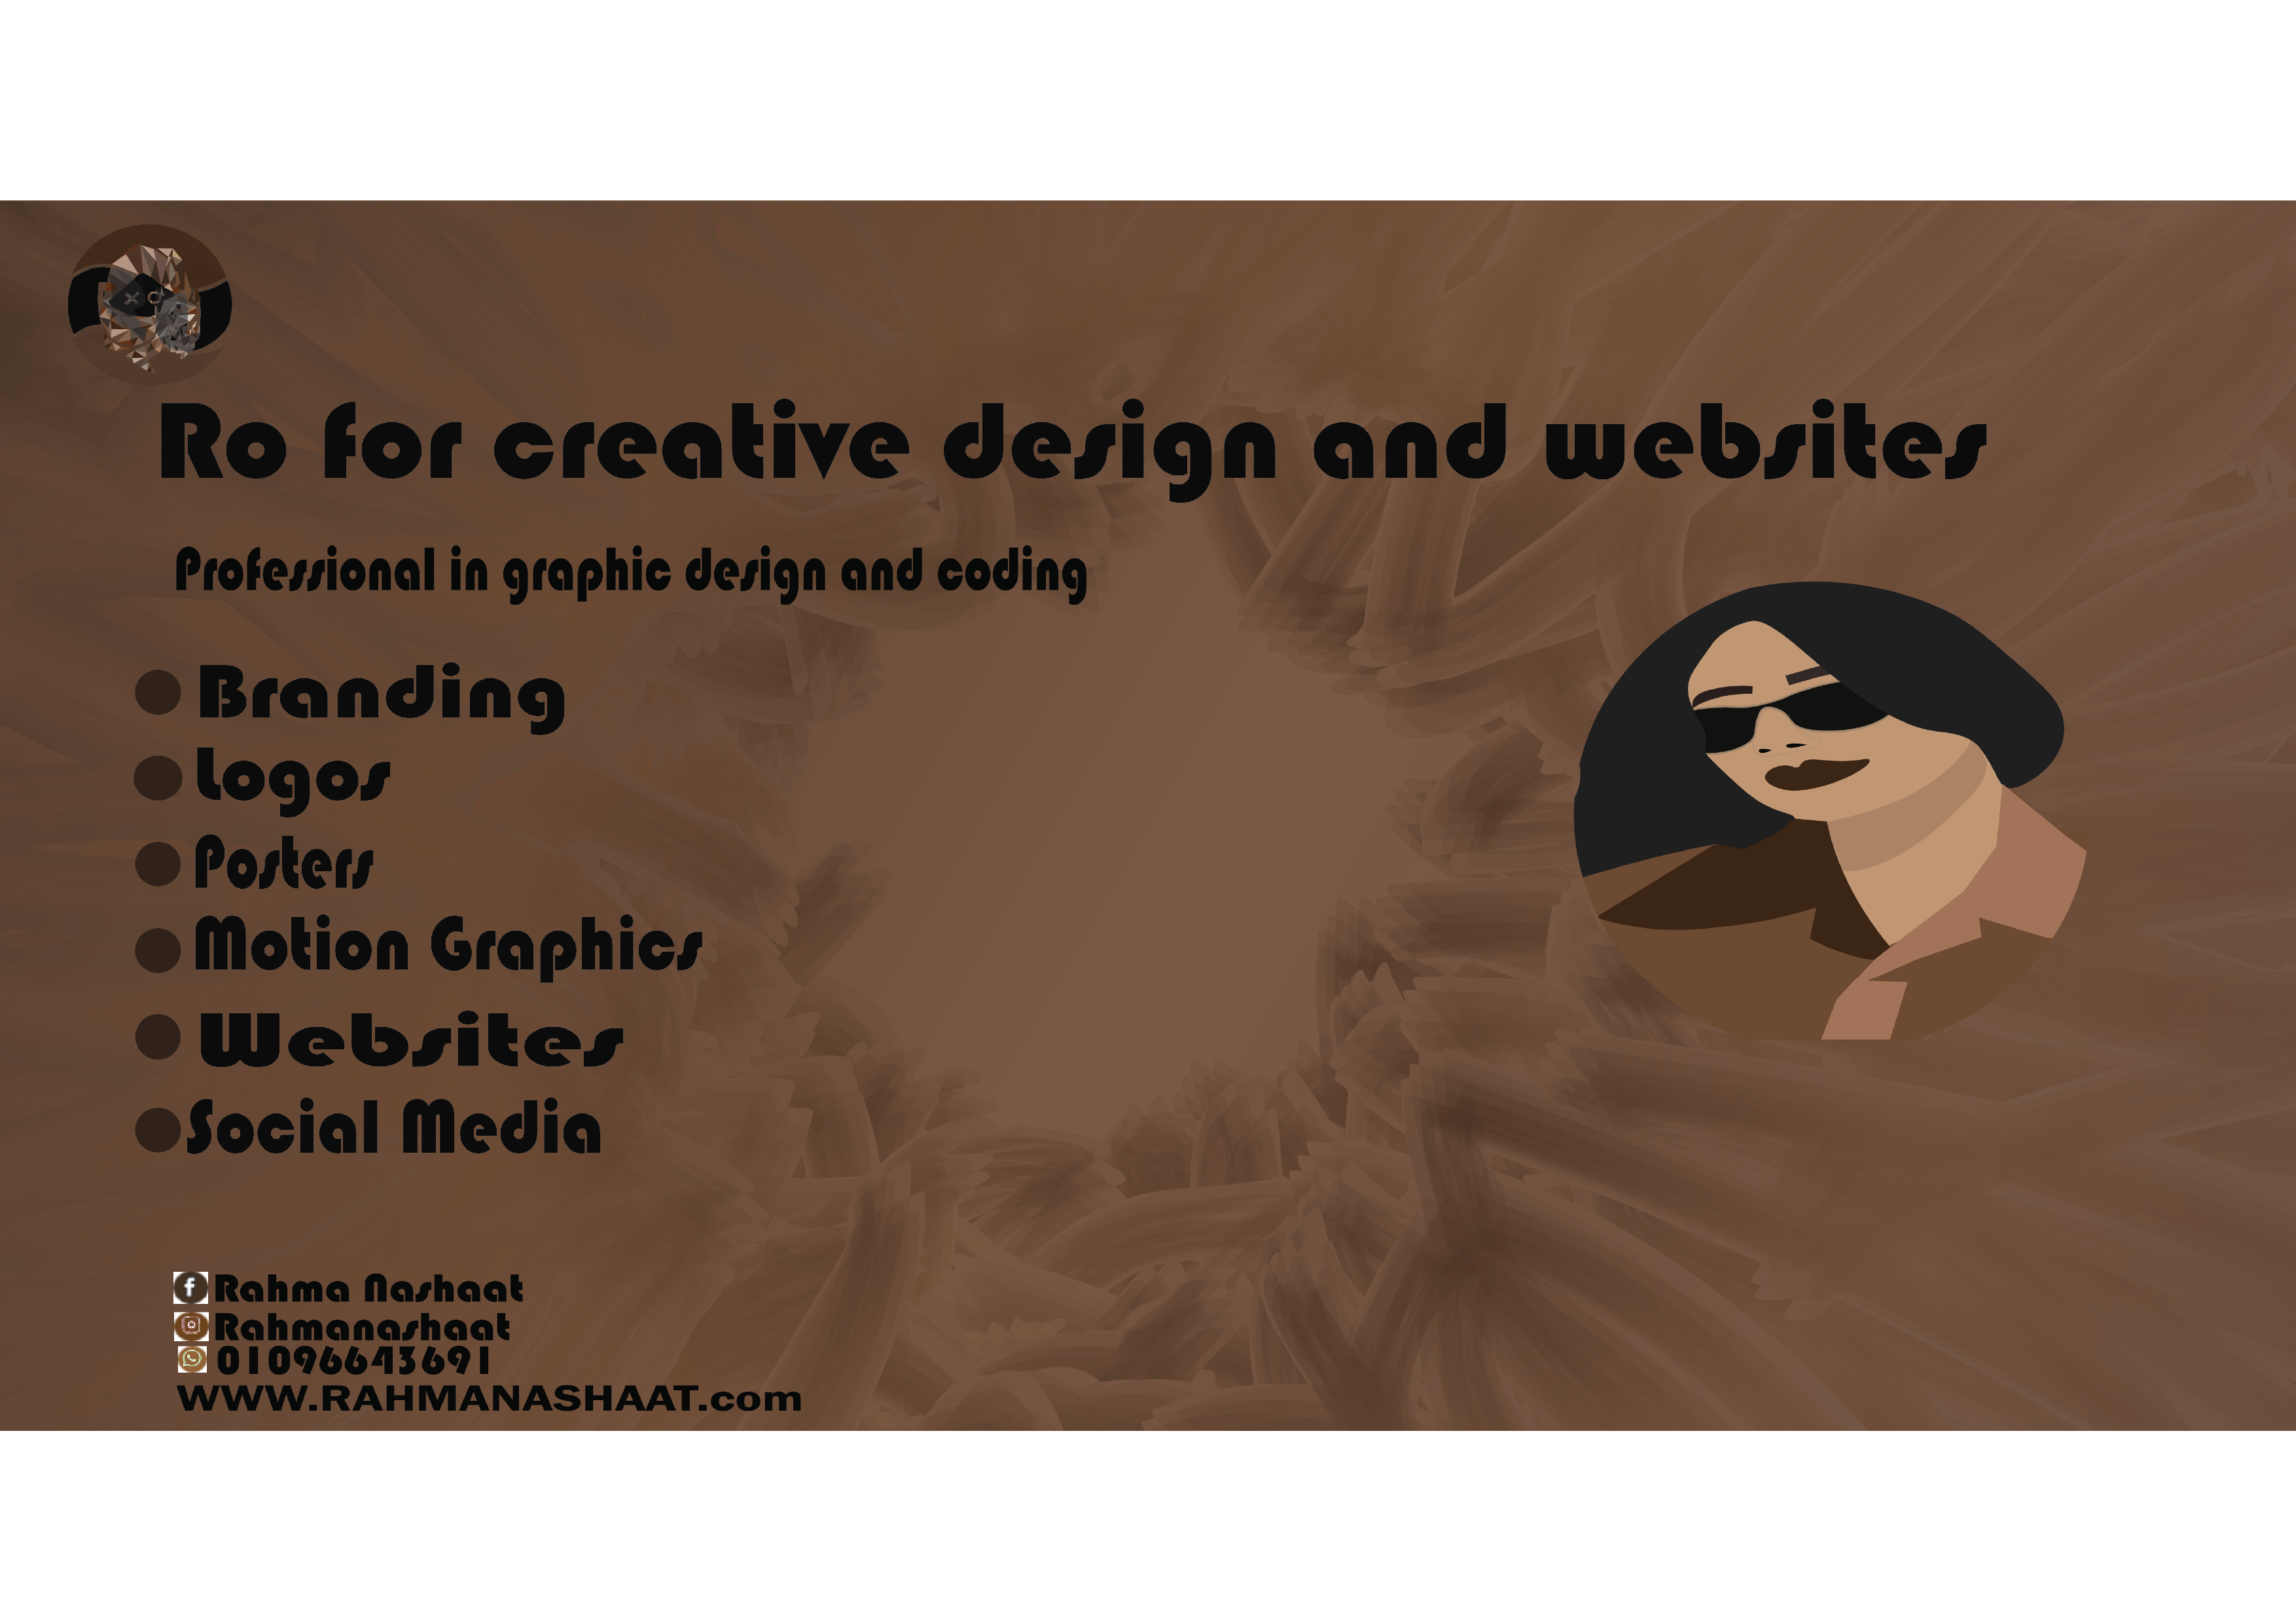 Ro for creative design and websites
Professional in graphic design and coding
Branding
Logos
Posters
Motion Graphics
Websites
Social Media
Rahma Nashaat
Rahmanashaat
01096643691
WWW.RAHMANASHAAT.com